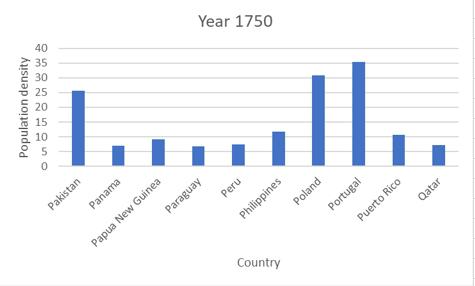 Year 1750
Population density
40
35
30
25
20
15
10
5
0
Pakistan
Panama
Papua New Guinea
Paraguay
Peru
Philippines
Poland
Portugal
Puerto Rico
Qatar
Country